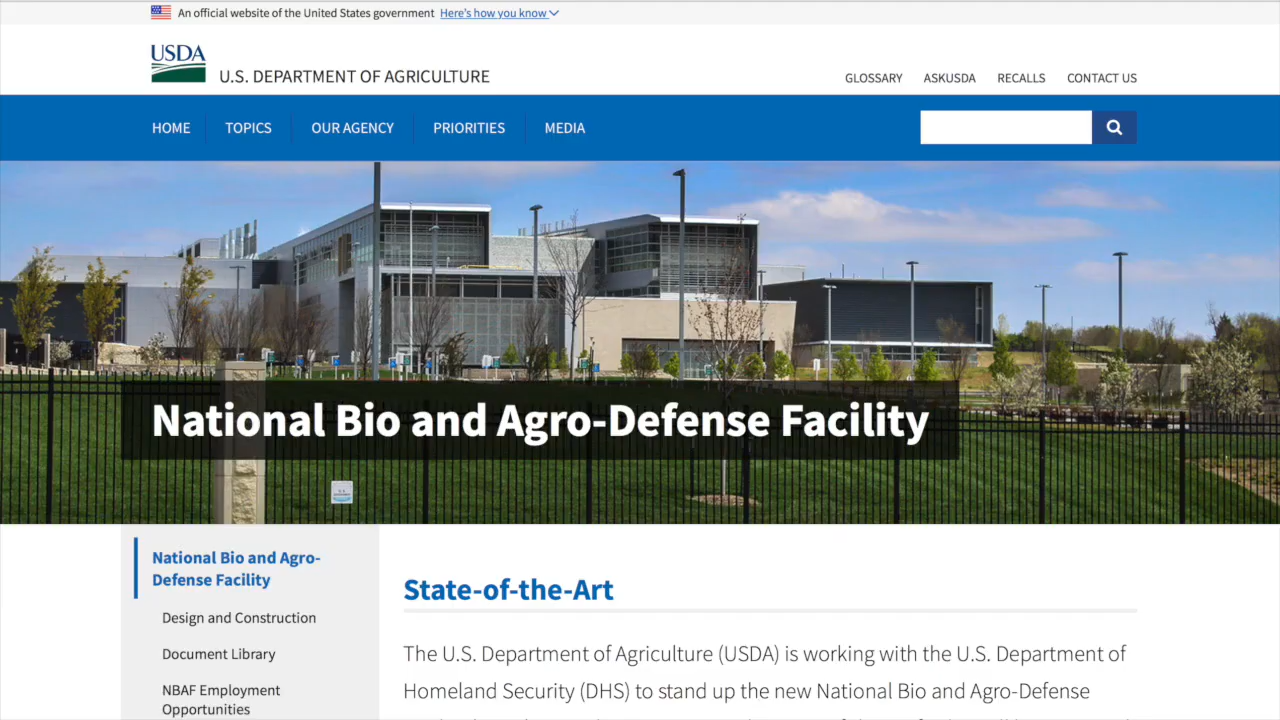 An official website of the United States government Here's how you know
USDA
U.S. DEPARTMENT OF AGRICULTURE
GLOSSARY ASKUSDA RECALLS CONTACT US
HOME TOPICS OUR AGENCY PRIORITIES MEDIA
National Bio and Agro-Defense Facility
National Bio and Agro-
Defense Facility
Design and Construction
Document Library
NBAF Employment
Opportunities
State-of-the-Art
The U.S. Department of Agriculture (USDA) is working with the U.S. Department of
Homeland Security (DHS) to stand up the new National Bio and Agro-Defense